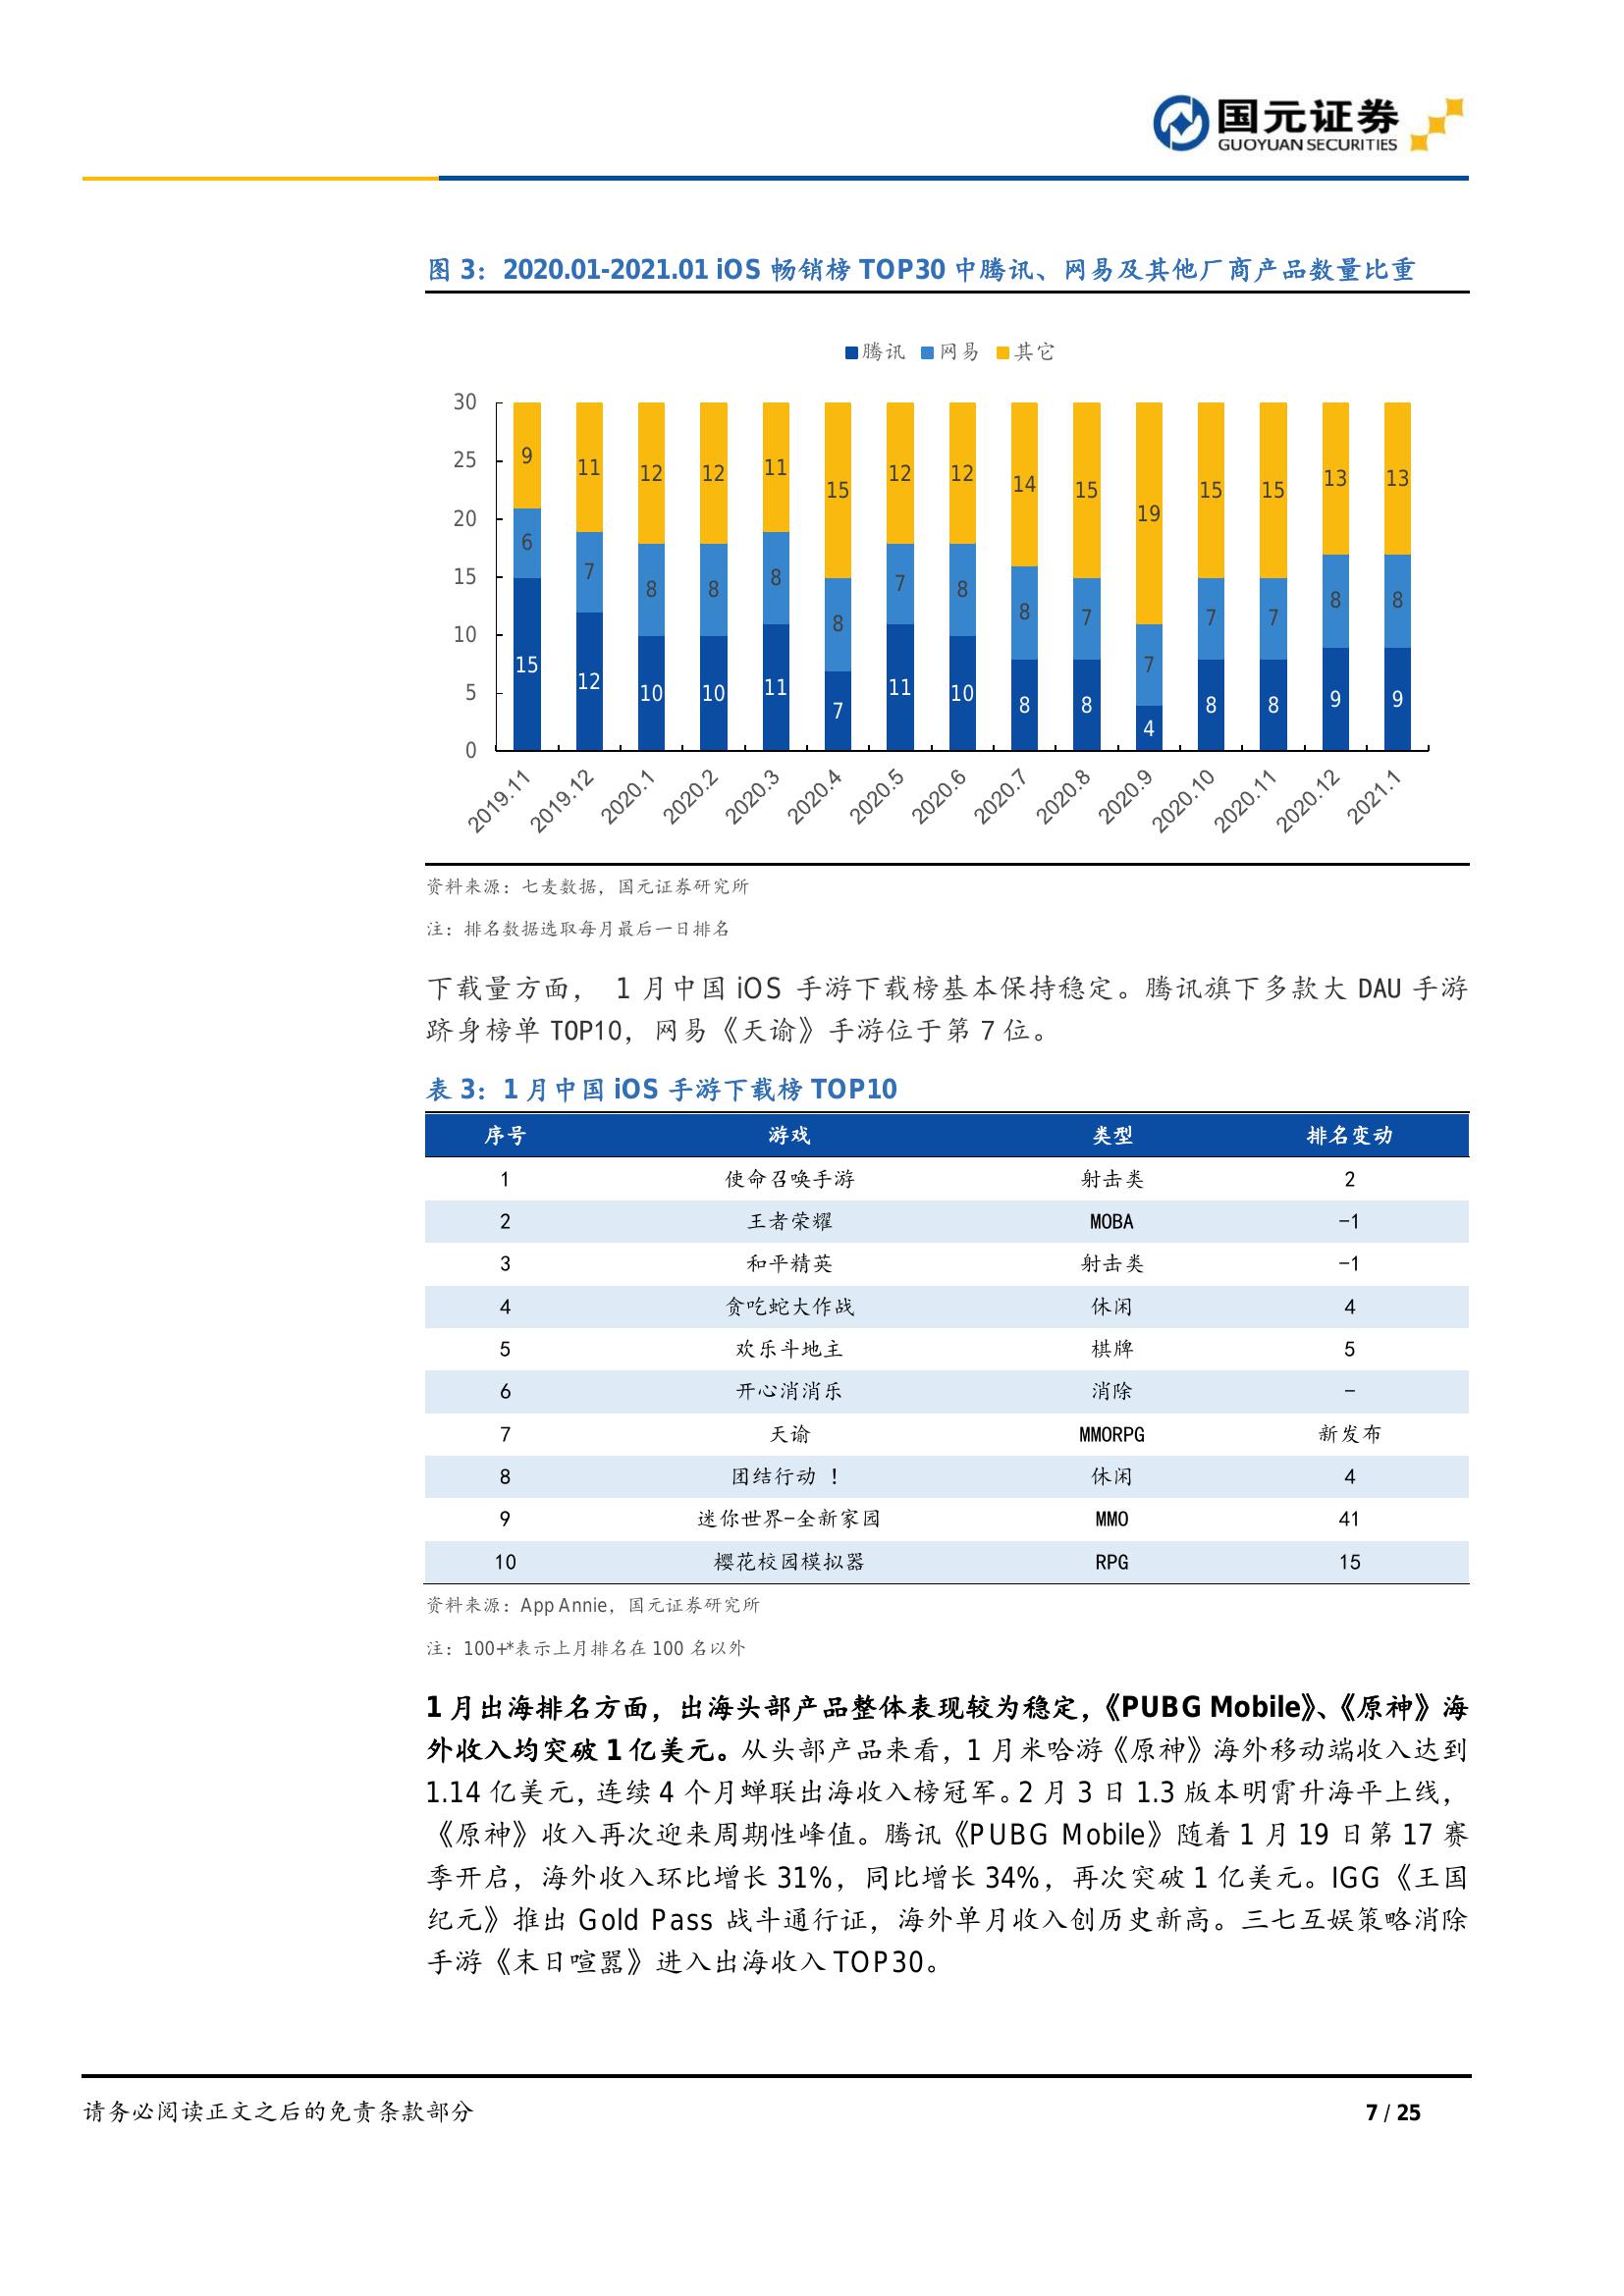 国元证券
GUOYUAN SECURITIES
图 3：2020.01-2021.01 iOS 畅销榜 TOP30 中腾讯、网易及其他厂商产品数量比重
腾讯 网易 其它
30
25
20
15
10
5
0
9 11 12 12 11 15 12 12 14 15 19 15 15 13 13
6 7 8 8 8 8 7 8 8 7 7 7 7 8 8
15 12 10 10 11 7 11 10 8 8 4 8 8 9 9
2019.11 2019.12 2020.1 2020.2 2020.3 2020.4 2020.5 2020.6 2020.7 2020.8 2020.9 2020.10 2020.11 2020.12 2021.1
资料来源：七麦数据，国元证券研究所
注：排名数据选取每月最后一日排名
下载量方面， 1 月中国 iOS 手游下载榜基本保持稳定。腾讯旗下多款大 DAU 手游
跻身榜单 TOP10，网易《天谕》手游位于第 7 位。
表 3：1 月中国 iOS 手游下载榜 TOP10
序号 游戏 类型 排名变动
1 使命召唤手游 射击类 2
2 王者荣耀 MOBA -1
3 和平精英 射击类 -1
4 贪吃蛇大作战 休闲 4
5 欢乐斗地主 棋牌 5
6 开心消消乐 消除 -
7 天谕 MMORPG 新发布
8 团结行动 ！ 休闲 4
9 迷你世界-全新家园 MMO 41
10 樱花校园模拟器 RPG 15
资料来源：App Annie，国元证券研究所
注：100+*表示上月排名在 100 名以外
1 月出海排名方面，出海头部产品整体表现较为稳定，《PUBG Mobile》、《原神》海
外收入均突破 1 亿美元。从头部产品来看，1 月米哈游《原神》海外移动端收入达到
1.14 亿美元，连续 4 个月蝉联出海收入榜冠军。2 月 3 日 1.3 版本明霄升海平上线，
《原神》收入再次迎来周期性峰值。腾讯《PUBG Mobile》随着 1 月 19 日第 17 赛
季开启，海外收入环比增长 31%，同比增长 34%，再次突破 1 亿美元。IGG《王国
纪元》推出 Gold Pass 战斗通行证，海外单月收入创历史新高。三七互娱策略消除
手游《末日喧嚣》进入出海收入 TOP30。
请务必阅读正文之后的免责条款部分
7 / 25